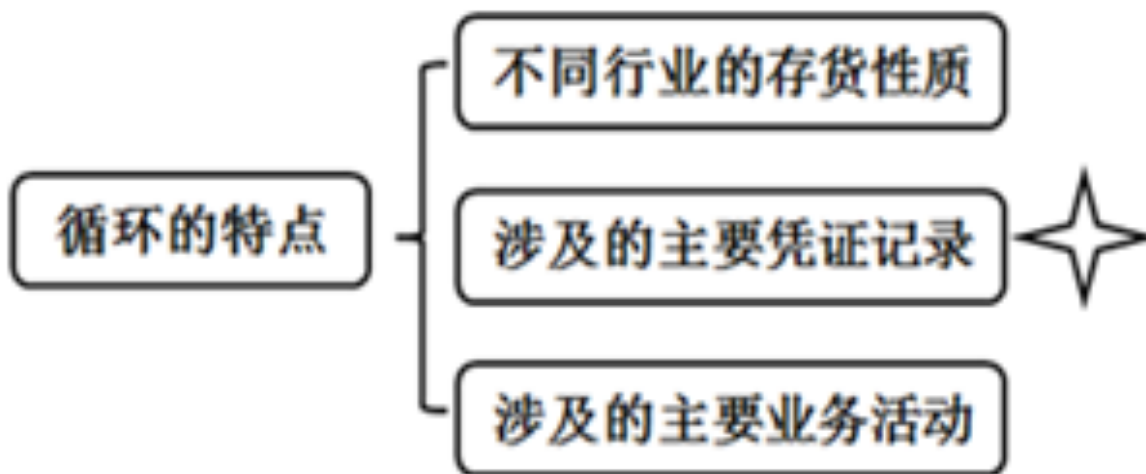 不同行业的存货性质
循环的特点
涉及的主要凭证记录
涉及的主要业务活动